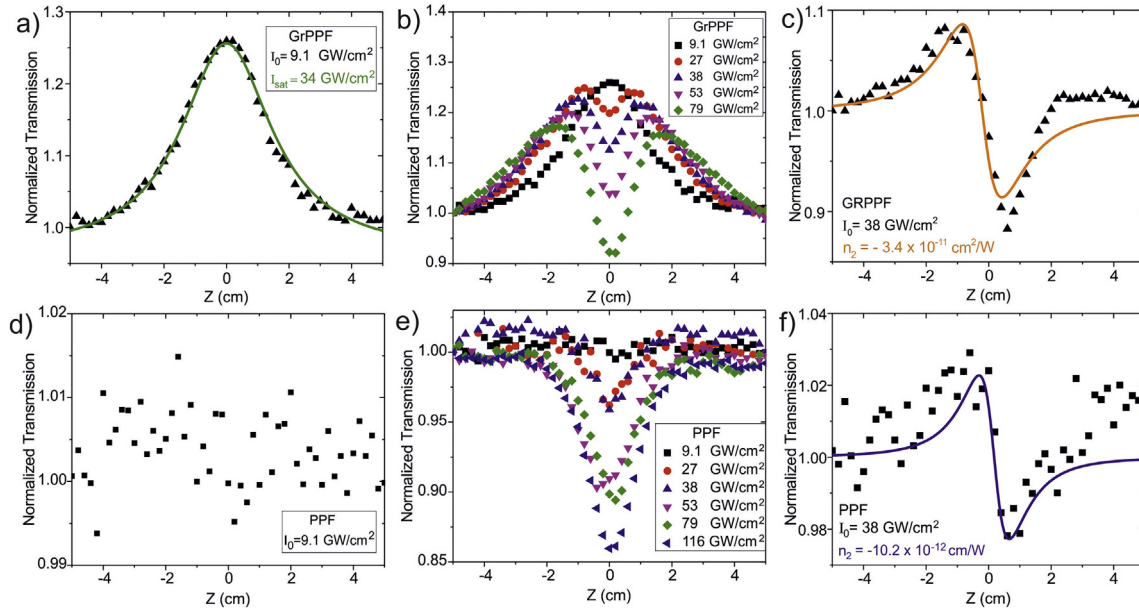 a)
GrPPF
I₀= 9.1 GW/cm²
Iₛₐₜ= 34 GW/cm²
Normalized Transmission
1.3
1.2
1.1
1.0
-4 -2 0 2 4
Z (cm)
b)
GrPPF
9.1 GW/cm²
27 GW/cm²
38 GW/cm²
53 GW/cm²
79 GW/cm²
Normalized Transmission
1.4
1.3
1.2
1.1
1.0
0.9
-4 -2 0 2 4
Z (cm)
c)
Normalized Transmission
1.1
1.0
0.9
GRPPF
I₀= 38 GW/cm²
n₂ = - 3.4 x 10⁻¹¹ cm²/W
-4 -2 0 2 4
Z (cm)
d)
Normalized Transmission
1.02
1.01
1.00
0.99
PPF
I₀=9.1 GW/cm²
-4 -2 0 2 4
Z (cm)
e)
Normalized Transmission
1.00
0.95
0.90
0.85
PPF
9.1 GW/cm²
27 GW/cm²
38 GW/cm²
53 GW/cm²
79 GW/cm²
116 GW/cm²
-4 -2 0 2 4
Z (cm)
f)
Normalized Transmission
1.04
1.02
1.00
0.98
PPF
I₀= 38 GW/cm²
n₂ = -10.2 x 10⁻¹² cm/W
-4 -2 0 2 4
Z (cm)